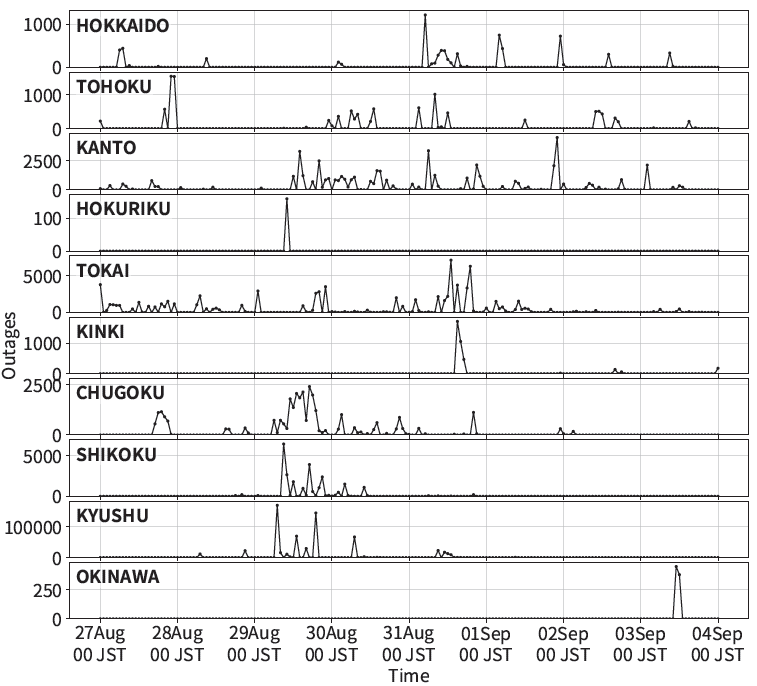 HOKKAIDO
1000
0
TOHOKU
1000
0
KANTO
2500
0
HOKURIKU
100
0
TOKAI
5000
0
KINKI
1000
0
CHUGOKU
2500
0
SHIKOKU
5000
0
KYUSHU
100000
0
OKINAWA
250
0
Outages
27Aug 28Aug 29Aug 30Aug 31Aug 01Sep 02Sep 03Sep 04Sep
00 JST 00 JST 00 JST 00 JST 00 JST 00 JST 00 JST 00 JST 00 JST
Time